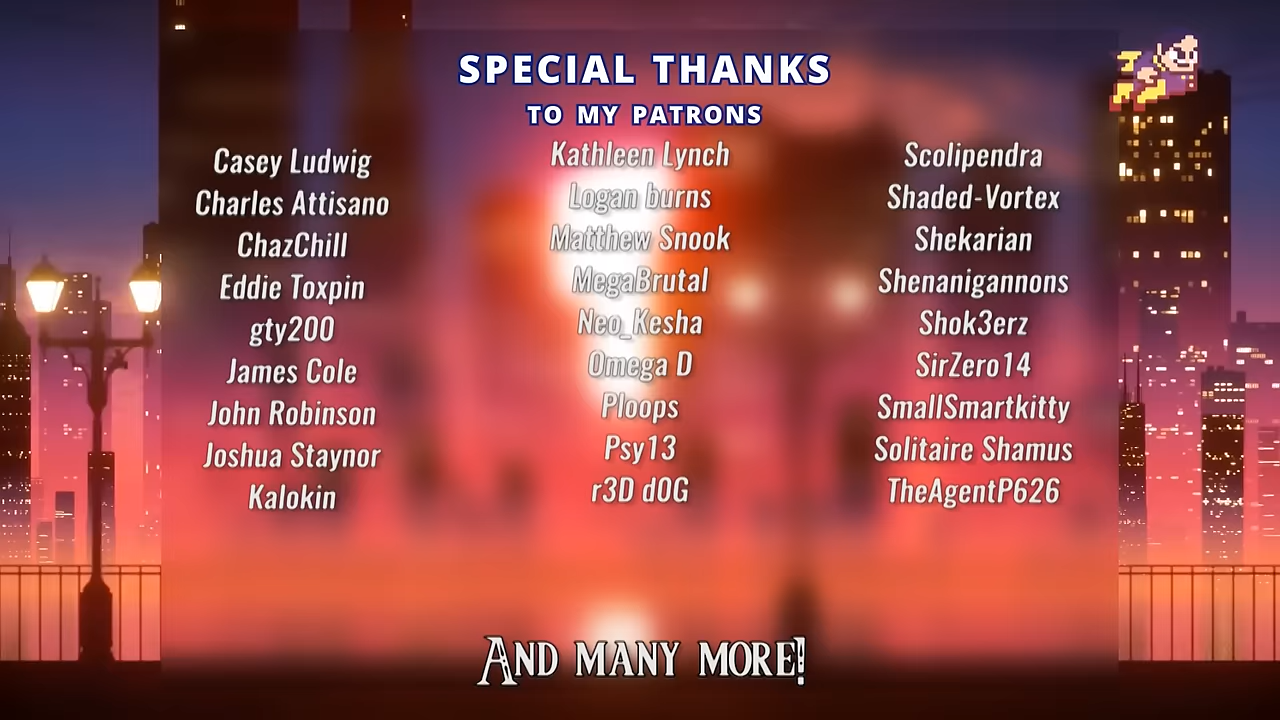 SPECIAL THANKS
TO MY PATRONS
Casey Ludwig
Charles Attisano
ChazChill
Eddie Toxpin
gty200
James Cole
John Robinson
Joshua Staynor
Kalokin
Kathleen Lynch
Logan burns
Matthew Snook
MegaBrutal
Neo_Kesha
Omega D
Ploops
Psy13
r3D d0G
Scolipendra
Shaded-Vortex
Shekarian
Shenanigannons
Shok3erz
SirZero14
SmallSmartkitty
Solitaire Shamus
TheAgentP626
AND MANY MORE!